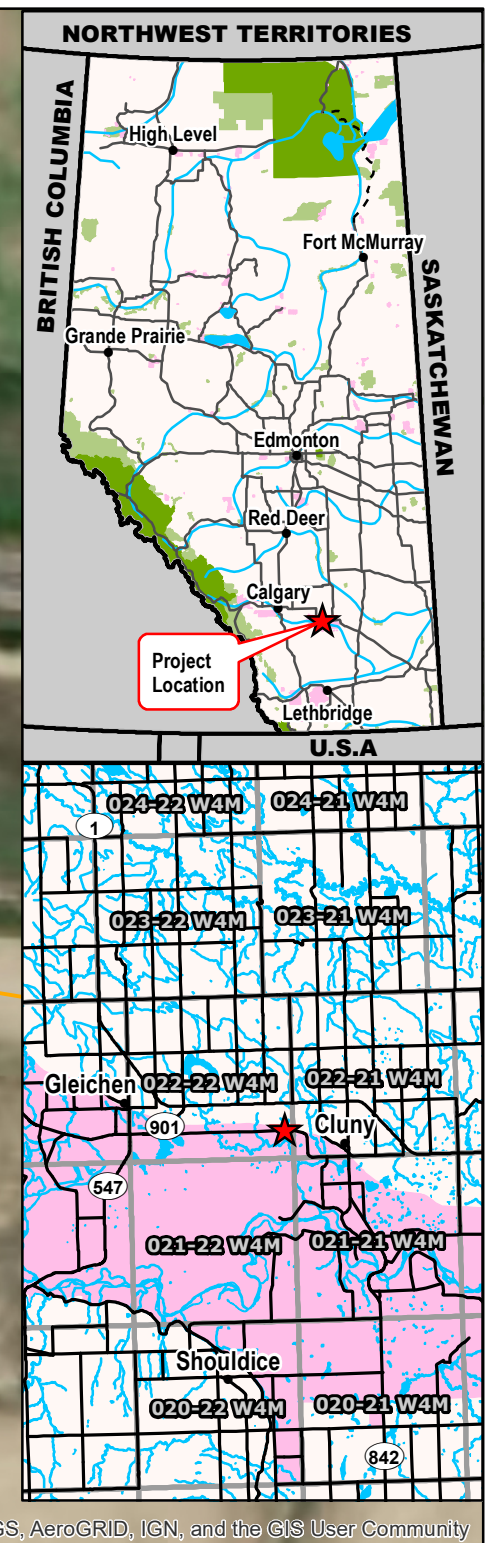 NORTHWEST TERRITORIES
BRITISH COLUMBIA
High Level
Fort McMurray
SASKATCHEWAN
Grande Prairie
Edmonton
Red Deer
Calgary
Project
Location
Lethbridge
U.S.A
024-22 W4M 024-21 W4M
1
023-22 W4M 023-21 W4M
Gleichen 022-22 W4M 022-21 W4M
901 Cluny
547
021-22 W4M 021-21 W4M
Shouldice
020-22 W4M 020-21 W4M
842
GS, AeroGRID, IGN, and the GIS User Community